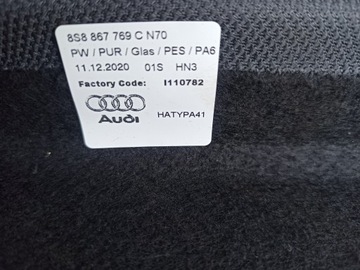 8S8 867 769 C N70
PW / PUR / Glas / PES / PA6
11.12.2020 01S HN3
Factory Code: I110782
Audi HATYPA41